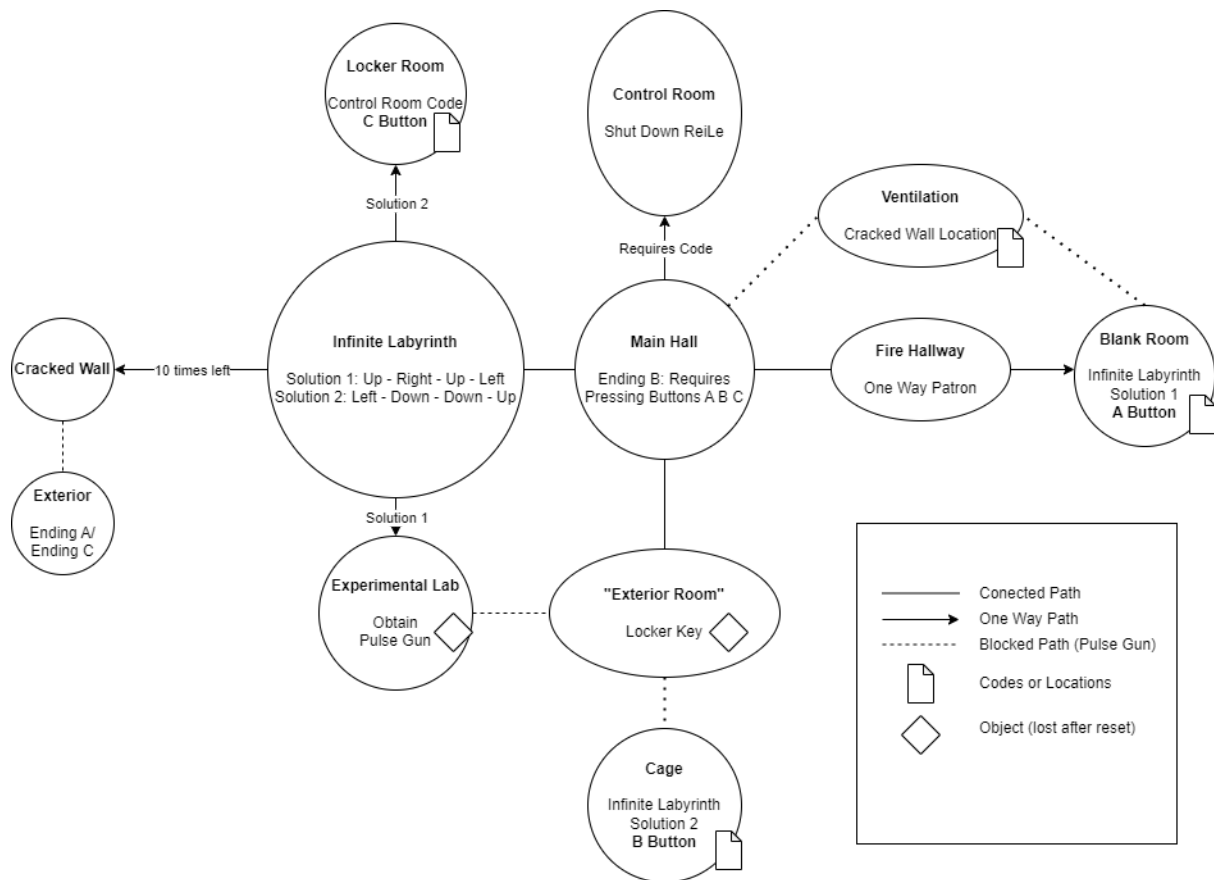 Locker Room
Control Room Code
C Button
Solution 2
Control Room
Shut Down ReiLe
Requires Code
Ventilation
Cracked Wall Location
Cracked Wall
10 times left
Infinite Labyrinth
Solution 1: Up - Right - Up - Left
Solution 2: Left - Down - Down - Up
Main Hall
Ending B: Requires
Pressing Buttons A B C
Fire Hallway
One Way Patron
Blank Room
Infinite Labyrinth
Solution 1
A Button
Exterior
Ending A/
Ending C
Solution 1
Experimental Lab
Obtain
Pulse Gun
"Exterior Room"
Locker Key
Cage
Infinite Labyrinth
Solution 2
B Button
Conected Path
One Way Path
Blocked Path (Pulse Gun)
Codes or Locations
Object (lost after reset)